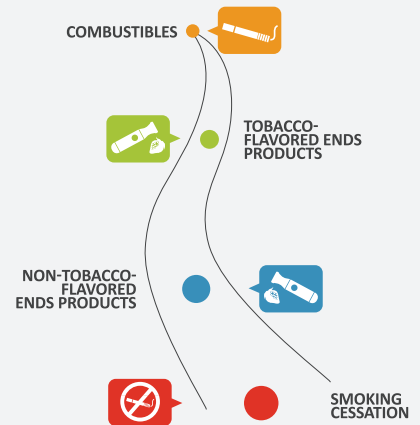 COMBUSTIBLES
TOBACCO-
FLAVORED ENDS
PRODUCTS
NON-TOBACCO-
FLAVORED
ENDS PRODUCTS
SMOKING
CESSATION